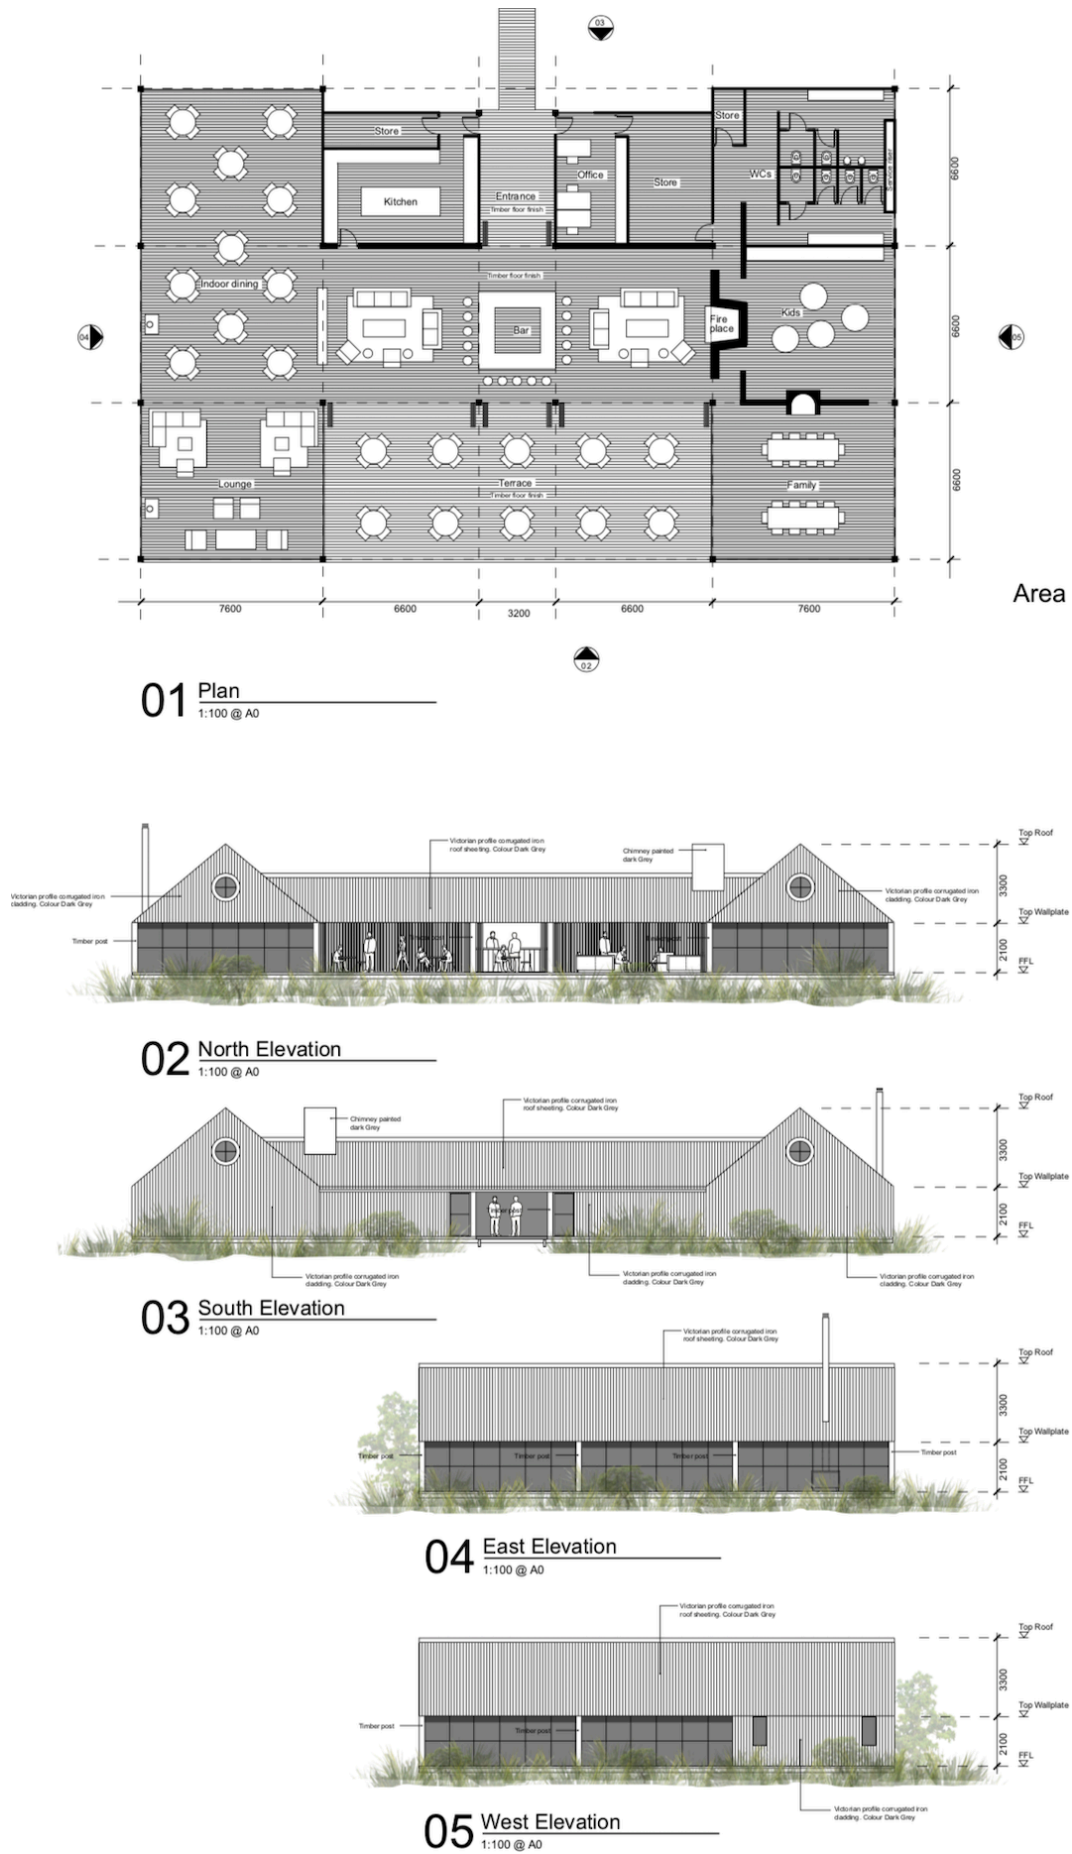 03
Store
Store
Kitchen
Entrance
Timber floor finish
Office
Store
WCs
Service riser
6600
Timber floor finish
Indoor dining
Bar
Fire
place
Kids
04
05
6600
Lounge
Terrace
Timber floor finish
Family
6600
Area
7600
6600
3200
6600
7600
02
01 Plan
1:100 @ A0
Victorian profile corrugated iron
roof sheeting. Colour Dark Grey
Chimney painted
dark Grey
Top Roof
Victorian profile corrugated iron
cladding. Colour Dark Grey
Victorian profile corrugated iron
cladding. Colour Dark Grey
3300
Top Wallplate
Timber post
Timber post
Timber post
2100
FFL
02 North Elevation
1:100 @ A0
Victorian profile corrugated iron
roof sheeting. Colour Dark Grey
Chimney painted
dark Grey
Top Roof
3300
Top Wallplate
Timber post
2100
FFL
Victorian profile corrugated iron
cladding. Colour Dark Grey
Victorian profile corrugated iron
cladding. Colour Dark Grey
Victorian profile corrugated iron
cladding. Colour Dark Grey
03 South Elevation
1:100 @ A0
Victorian profile corrugated iron
roof sheeting. Colour Dark Grey
Top Roof
3300
Top Wallplate
Timber post
Timber post
Timber post
Timber post
2100
FFL
04 East Elevation
1:100 @ A0
Victorian profile corrugated iron
roof sheeting. Colour Dark Grey
Top Roof
3300
Top Wallplate
Timber post
Timber post
2100
FFL
Victorian profile corrugated iron
cladding. Colour Dark Grey
05 West Elevation
1:100 @ A0